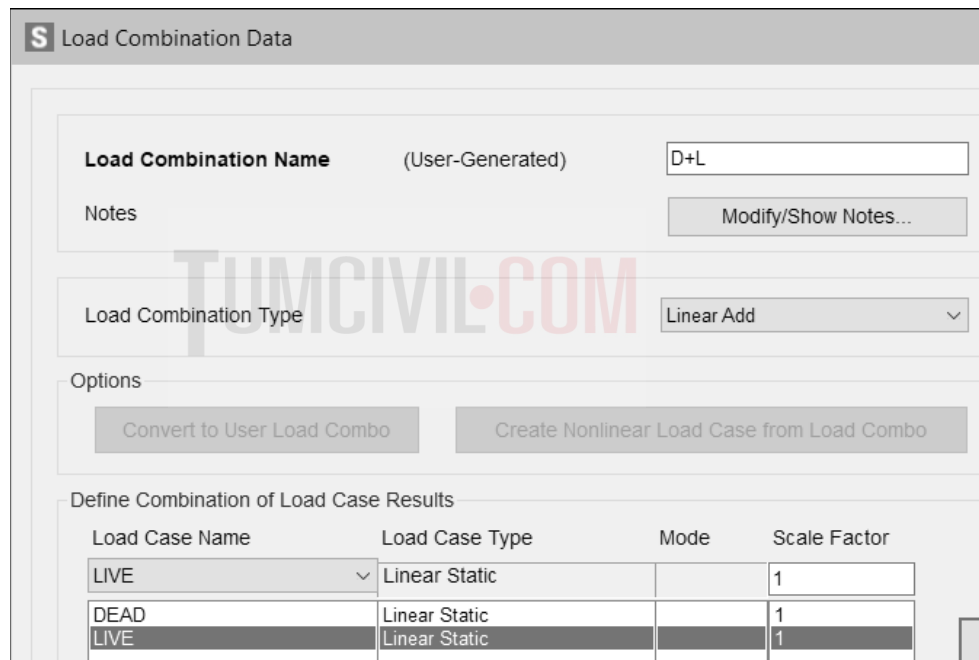 S Load Combination Data
Load Combination Name (User-Generated) D+L
Notes Modify/Show Notes...
TUMCIVIL.COM
Load Combination Type Linear Add
Options
Convert to User Load Combo Create Nonlinear Load Case from Load Combo
Define Combination of Load Case Results
Load Case Name Load Case Type Mode Scale Factor
LIVE Linear Static 1
DEAD Linear Static 1
LIVE Linear Static 1